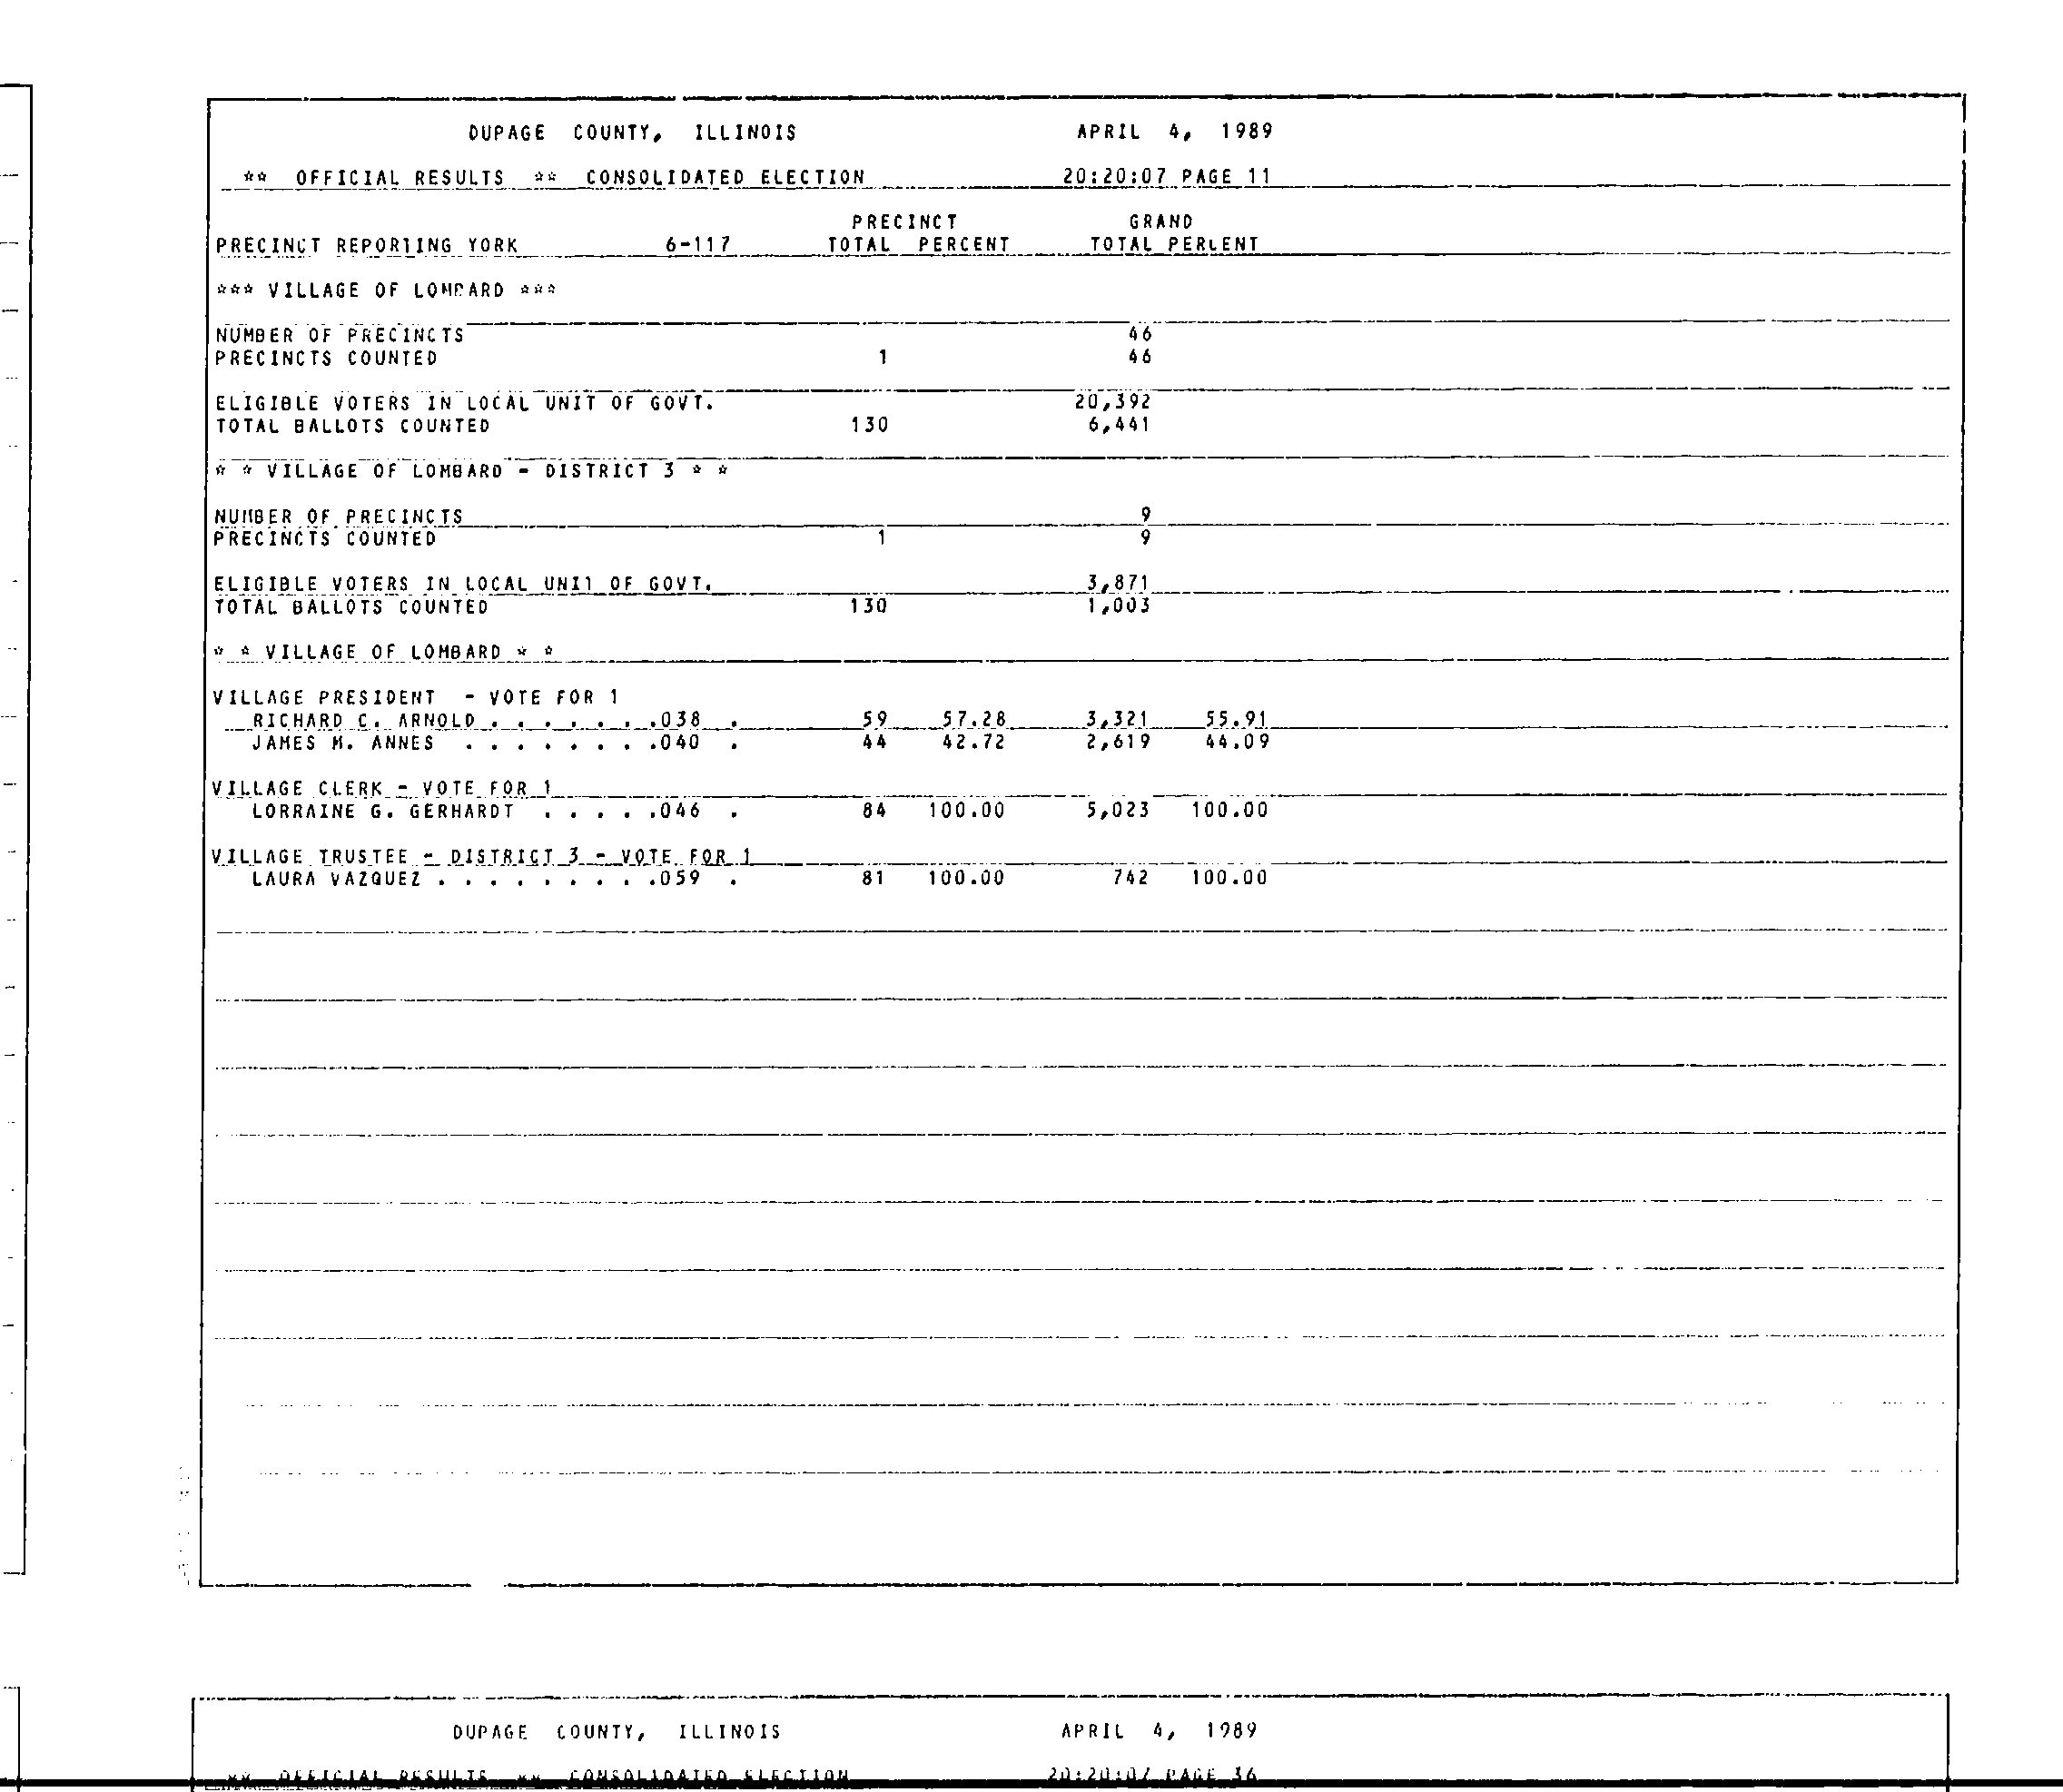 DUPAGE COUNTY, ILLINOIS APRIL 4, 1989
** OFFICIAL RESULTS ** CONSOLIDATED ELECTION 20:20:07 PAGE 11
PRECINCT GRAND
PRECINCT REPORTING YORK 6-117 TOTAL PERCENT TOTAL PERCENT
*** VILLAGE OF LOMBARD ***
NUMBER OF PRECINCTS 46
PRECINCTS COUNTED 1 46
ELIGIBLE VOTERS IN LOCAL UNIT OF GOVT. 20,392
TOTAL BALLOTS COUNTED 130 6,441
* * VILLAGE OF LOMBARD - DISTRICT 3 * *
NUMBER OF PRECINCTS 9
PRECINCTS COUNTED 1 9
ELIGIBLE VOTERS IN LOCAL UNIT OF GOVT. 3,871
TOTAL BALLOTS COUNTED 130 1,003
* * VILLAGE OF LOMBARD * *
VILLAGE PRESIDENT - VOTE FOR 1
RICHARD C. ARNOLD . . . . . . .038 . 59 57.28 3,321 55.91
JAMES M. ANNES . . . . . . . .040 . 44 42.72 2,619 44.09
VILLAGE CLERK - VOTE FOR 1
LORRAINE G. GERHARDT . . . . .046 . 84 100.00 5,023 100.00
VILLAGE TRUSTEE - DISTRICT 3 - VOTE FOR 1
LAURA VAZQUEZ . . . . . . . . .059 . 81 100.00 742 100.00
DUPAGE COUNTY, ILLINOIS APRIL 4, 1989
** OFFICIAL RESULTS ** CONSOLIDATED ELECTION 20:20:07 PAGE 36